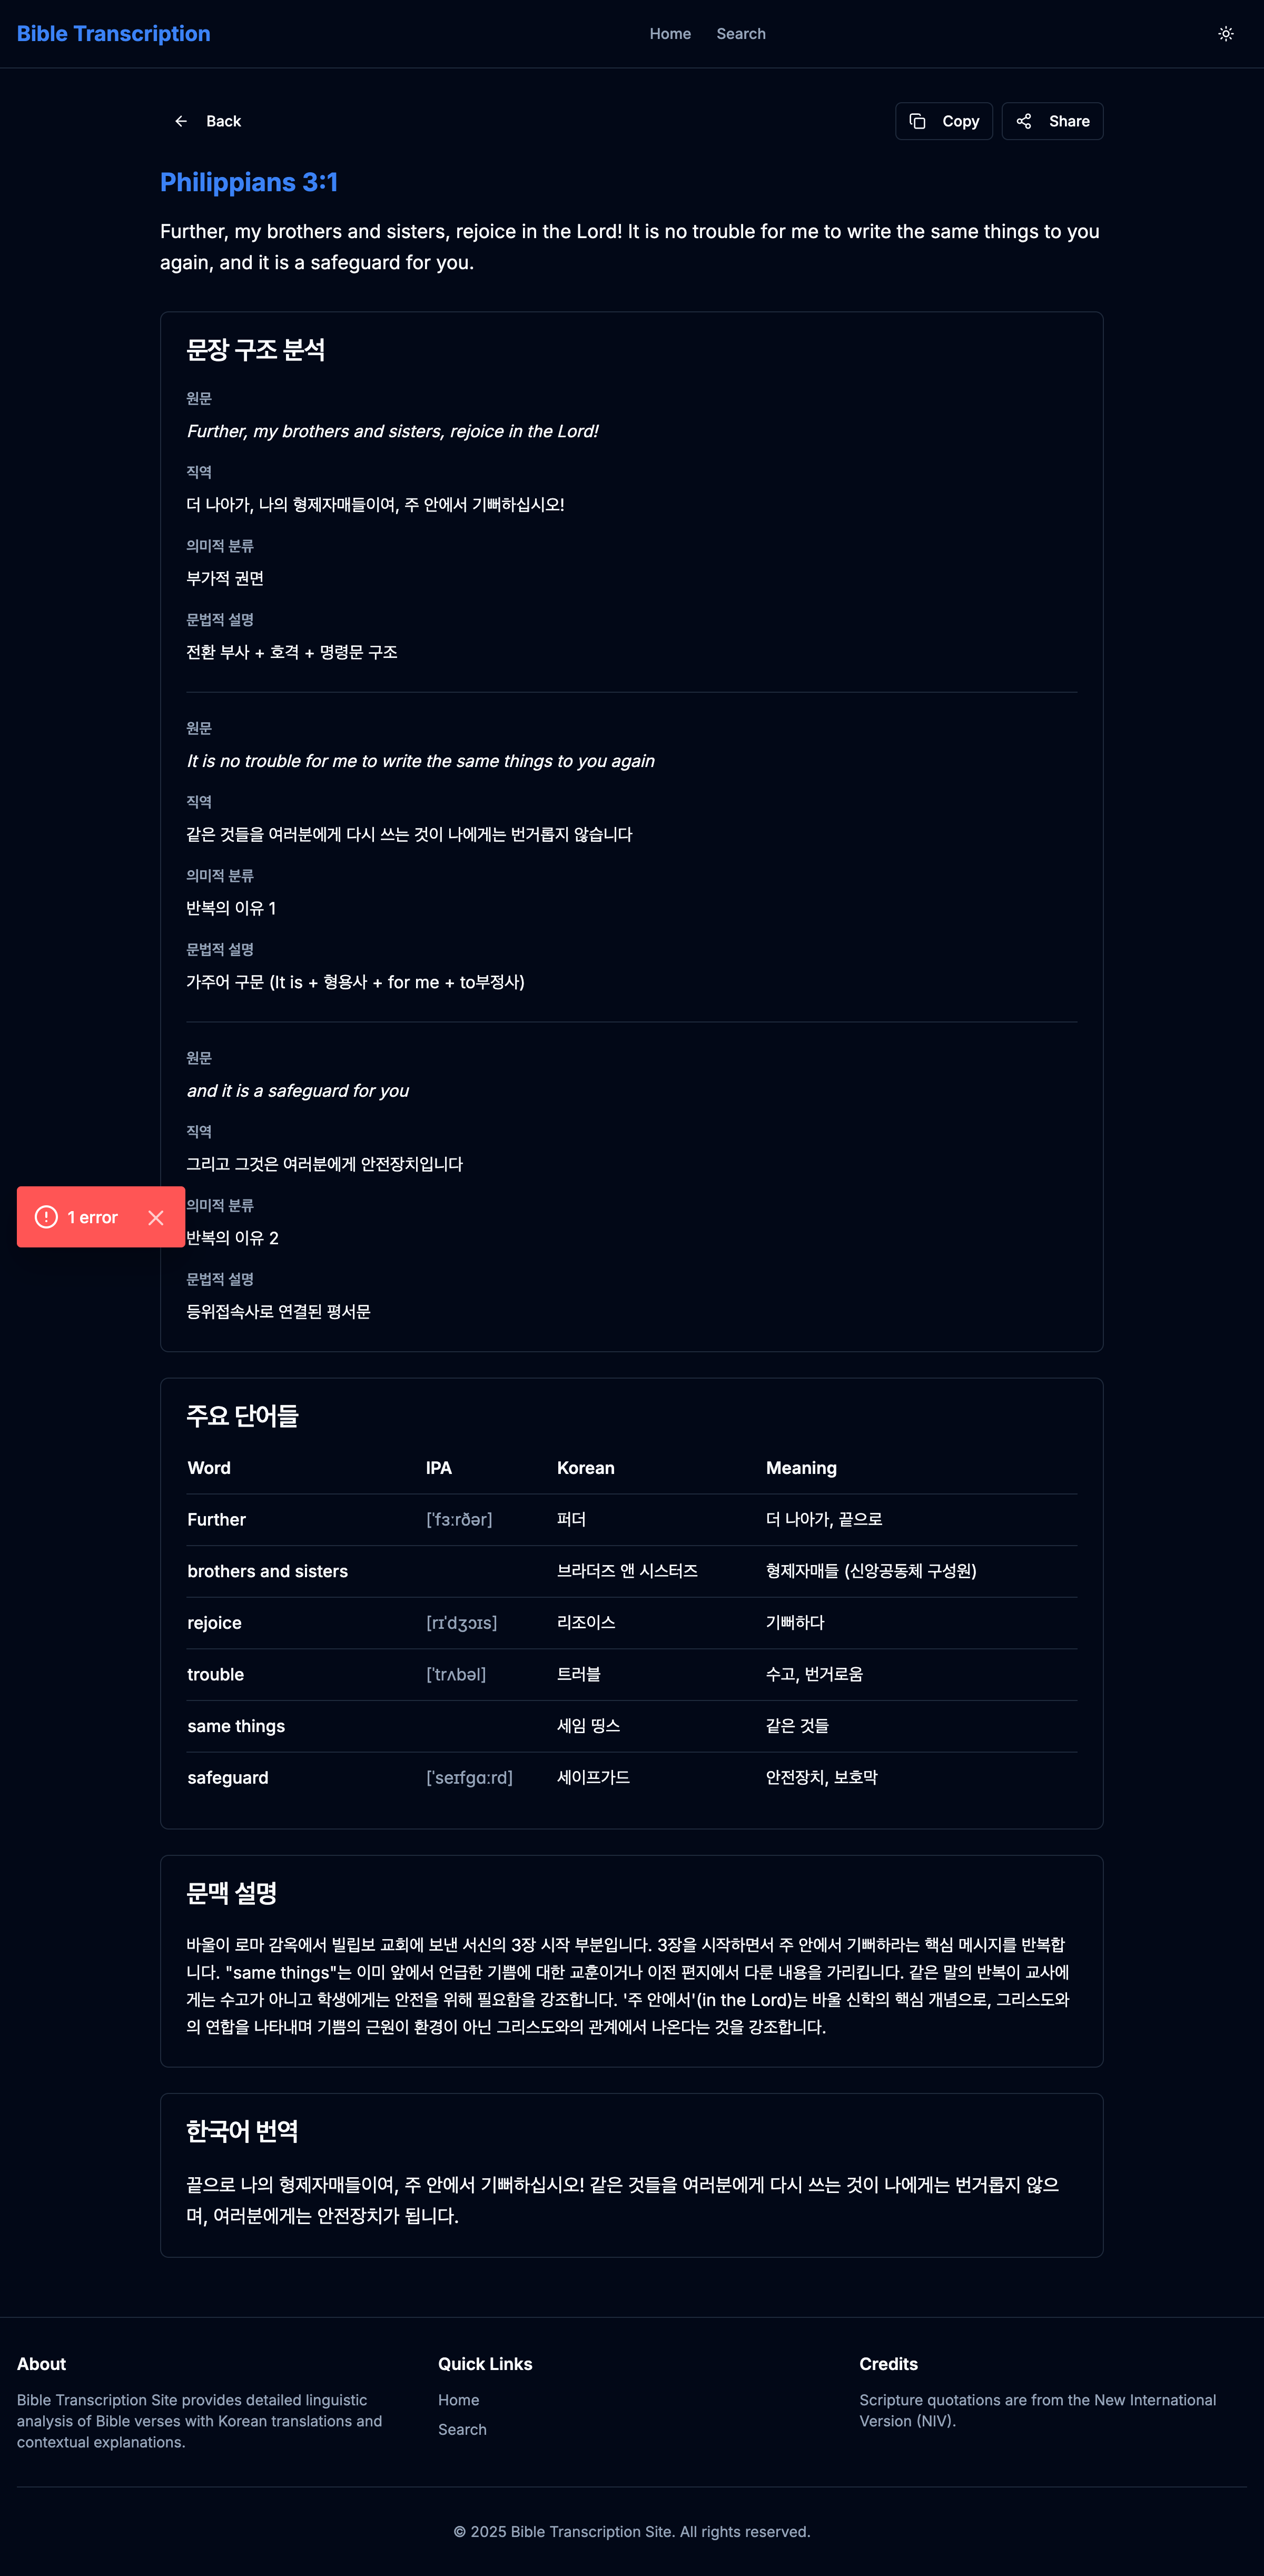 Bible Transcription
Home
Search
Back
Copy
Share
Philippians 3:1
Further, my brothers and sisters, rejoice in the Lord! It is no trouble for me to write the same things to you
again, and it is a safeguard for you.
문장 구조 분석
원문
Further, my brothers and sisters, rejoice in the Lord!
직역
더 나아가, 나의 형제자매들이여, 주 안에서 기뻐하십시오!
의미적 분류
부가적 권면
문법적 설명
전환 부사 + 호격 + 명령문 구조
원문
It is no trouble for me to write the same things to you again
직역
같은 것들을 여러분에게 다시 쓰는 것이 나에게는 번거롭지 않습니다
의미적 분류
반복의 이유 1
문법적 설명
가주어 구문 (It is + 형용사 + for me + to부정사)
원문
and it is a safeguard for you
직역
그리고 그것은 여러분에게 안전장치입니다
의미적 분류
1 error
반복의 이유 2
문법적 설명
등위접속사로 연결된 평서문
주요 단어들
Word IPA Korean Meaning
Further [ˈfɜːrðər] 퍼더 더 나아가, 끝으로
brothers and sisters 브라더즈 앤 시스터즈 형제자매들 (신앙공동체 구성원)
rejoice [rɪˈdʒɔɪs] 리조이스 기뻐하다
trouble [ˈtrʌbəl] 트러블 수고, 번거로움
same things 세임 띵스 같은 것들
safeguard [ˈseɪfɡɑːrd] 세이프가드 안전장치, 보호막
문맥 설명
바울이 로마 감옥에서 빌립보 교회에 보낸 서신의 3장 시작 부분입니다. 3장을 시작하면서 주 안에서 기뻐하라는 핵심 메시지를 반복합
니다. "same things"는 이미 앞에서 언급한 기쁨에 대한 교훈이거나 이전 편지에서 다룬 내용을 가리킵니다. 같은 말의 반복이 교사에
게는 수고가 아니고 학생에게는 안전을 위해 필요함을 강조합니다. '주 안에서'(in the Lord)는 바울 신학의 핵심 개념으로, 그리스도와
의 연합을 나타내며 기쁨의 근원이 환경이 아닌 그리스도와의 관계에서 나온다는 것을 강조합니다.
한국어 번역
끝으로 나의 형제자매들이여, 주 안에서 기뻐하십시오! 같은 것들을 여러분에게 다시 쓰는 것이 나에게는 번거롭지 않으
며, 여러분에게는 안전장치가 됩니다.
About
Bible Transcription Site provides detailed linguistic
analysis of Bible verses with Korean translations and
contextual explanations.
Quick Links
Home
Search
Credits
Scripture quotations are from the New International
Version (NIV).
© 2025 Bible Transcription Site. All rights reserved.